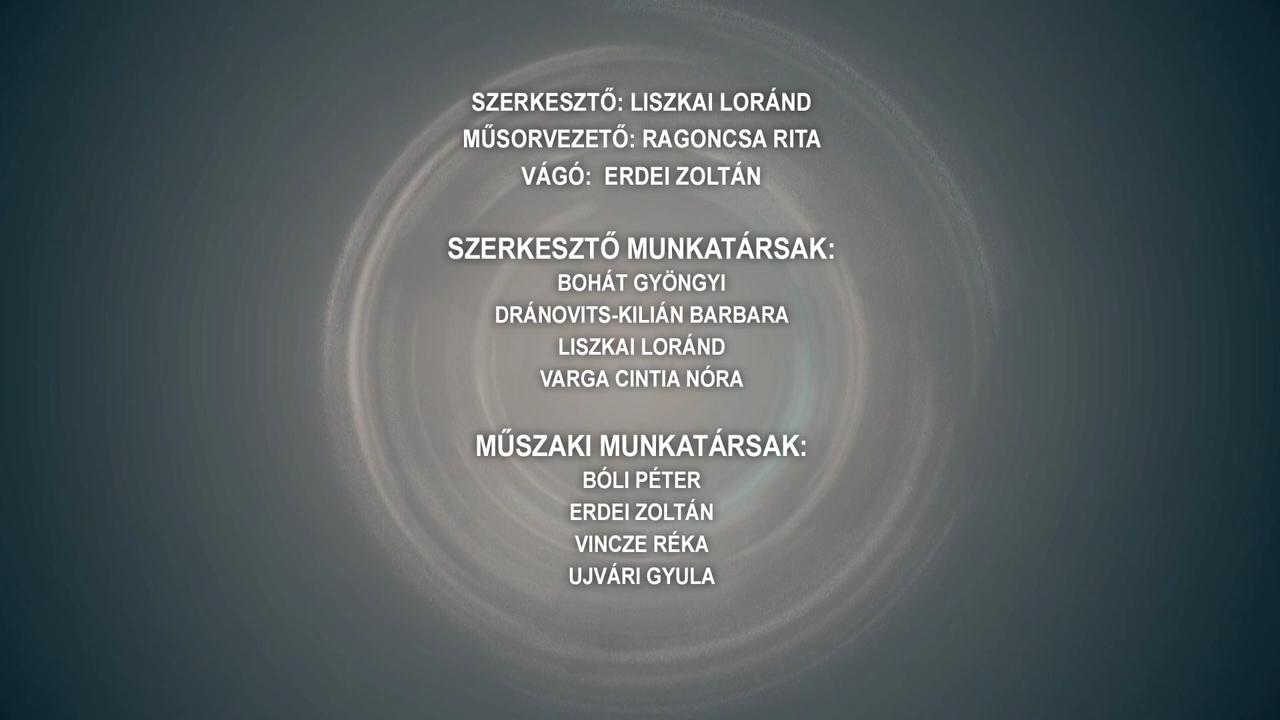 SZERKESZTŐ: LISZKAI LORÁND
MŰSORVEZETŐ: RAGONCSA RITA
VÁGÓ: ERDEI ZOLTÁN
SZERKESZTŐ MUNKATÁRSAK:
BOHÁT GYÖNGYI
DRÁNOVITS-KILIÁN BARBARA
LISZKAI LORÁND
VARGA CINTIA NÓRA
MŰSZAKI MUNKATÁRSAK:
BÓLI PÉTER
ERDEI ZOLTÁN
VINCZE RÉKA
UJVÁRI GYULA